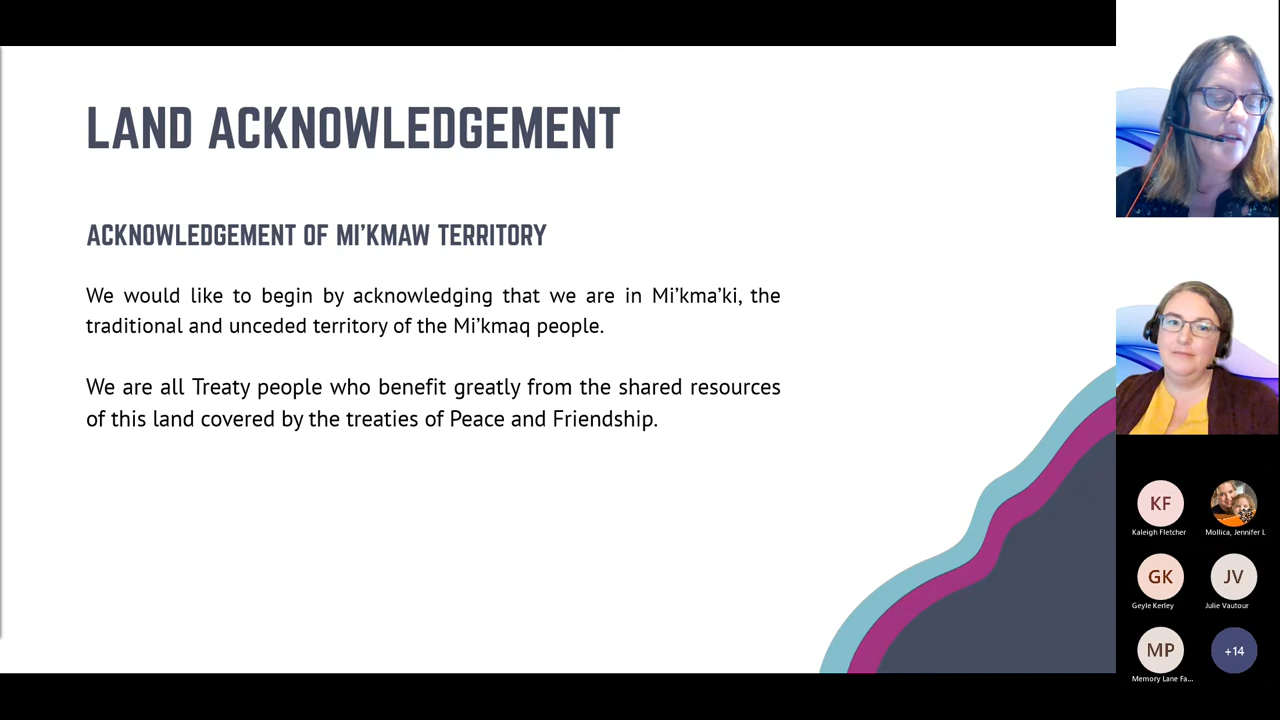 LAND ACKNOWLEDGEMENT
ACKNOWLEDGEMENT OF MI’KMAW TERRITORY
We would like to begin by acknowledging that we are in Mi’kma’ki, the
traditional and unceded territory of the Mi’kmaq people.
We are all Treaty people who benefit greatly from the shared resources
of this land covered by the treaties of Peace and Friendship.
KF
Kaleigh Fletcher
Mollica, Jennifer L
GK
Geyle Kerley
JV
Julie Vautour
MP
Memory Lane Fa...
+14